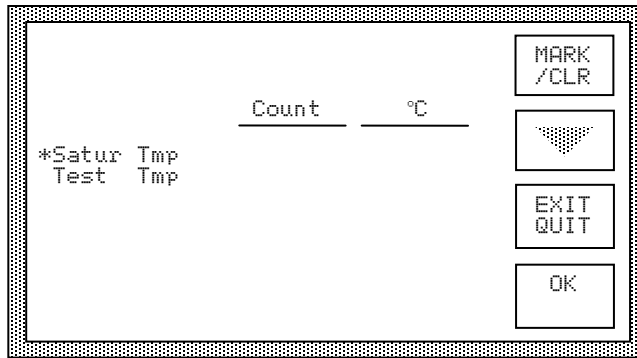 MARK
/CLR
Count °C
*Satur Tmp
Test Tmp
EXIT
QUIT
OK